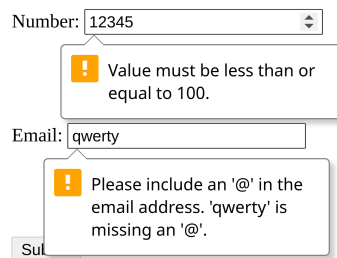 Number: 12345
Value must be less than or
equal to 100.
Email: qwerty
Please include an '@' in the
email address. 'qwerty' is
missing an '@'.